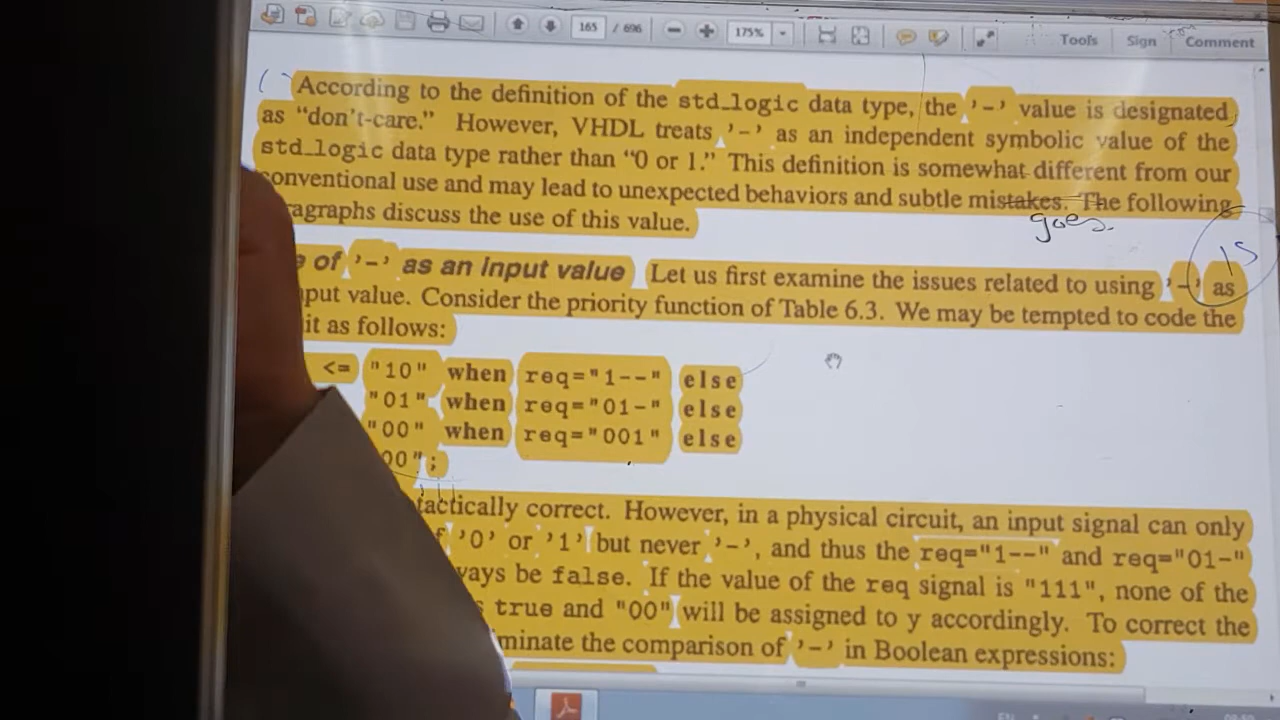 165 / 696
175%
Tools Sign Comment
According to the definition of the std_logic data type, the '-' value is designated
as “don't-care.” However, VHDL treats '-' as an independent symbolic value of the
std_logic data type rather than “0 or 1.” This definition is somewhat different from our
conventional use and may lead to unexpected behaviors and subtle mistakes. The following
agraphs discuss the use of this value.
goes.
15
of '-' as an input value Let us first examine the issues related to using '-' as
put value. Consider the priority function of Table 6.3. We may be tempted to code the
it as follows:
<= "10" when req="1--" else
"01" when req="01-" else
"00" when req="001" else
00";
tactically correct. However, in a physical circuit, an input signal can only
'0' or '1' but never '-', and thus the req="1--" and req="01-"
ways be false. If the value of the req signal is "111", none of the
true and "00" will be assigned to y accordingly. To correct the
minate the comparison of '-' in Boolean expressions:
EN